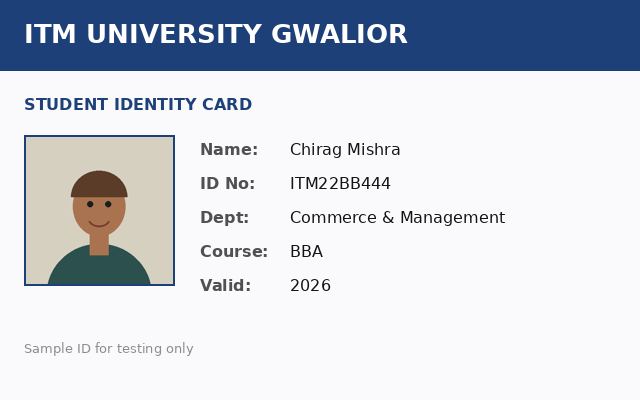 ITM UNIVERSITY GWALIOR
STUDENT IDENTITY CARD
Name: Chirag Mishra
ID No: ITM22BB444
Dept: Commerce & Management
Course: BBA
Valid: 2026
Sample ID for testing only